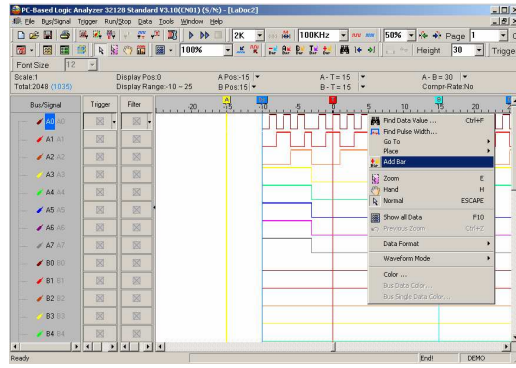 PC-Based Logic Analyzer 32128 Standard V3.10(CN01) (S/N) - [LaDoc2]
File Bus/Signal Trigger Run/Stop Data Tools Window Help
2K 100KHz 50% Page 1
100% Height 30 Trigge
Font Size 12
Scale:1 Display Pos:0 A Pos:-15 A - T = 15 A - B = 30
Total:2048 (1035) Display Range:-10 ~ 25 B Pos:15 B - T = 15 Compr-Rate:No
Bus/Signal Trigger Filter -20 -15 -10 -5 0 5 10 15 20
A T B
A0 A0
A1 A1
A2 A2
A3 A3
A4 A4
A5 A5
A6 A6
A7 A7
B0 B0
B1 B1
B2 B2
B3 B3
B4 B4
Find Data Value ... Ctrl+F
Find Pulse Width...
Go To
Place
Add Bar
Zoom E
Hand H
Normal ESCAPE
Show all Data F10
Previous Zoom Ctrl+Z
Data Format
Waveform Mode
Color ...
Bus Data Color...
Bus Single Data Color...
Ready End! DEMO